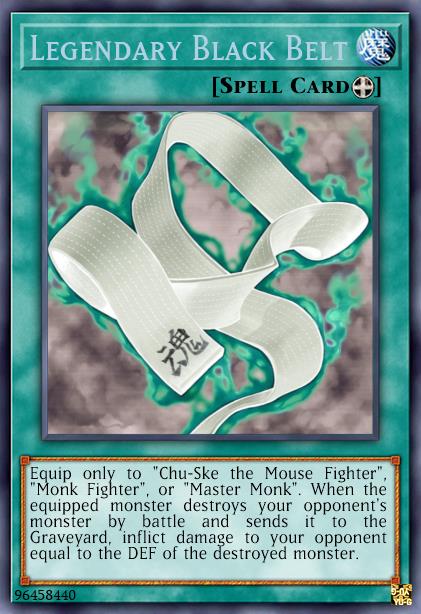 Legendary Black Belt
魔
[Spell Card]
魂
Equip only to "Chu-Ske the Mouse Fighter",
"Monk Fighter", or "Master Monk". When the
equipped monster destroys your opponent's
monster by battle and sends it to the
Graveyard, inflict damage to your opponent
equal to the DEF of the destroyed monster.
96458440